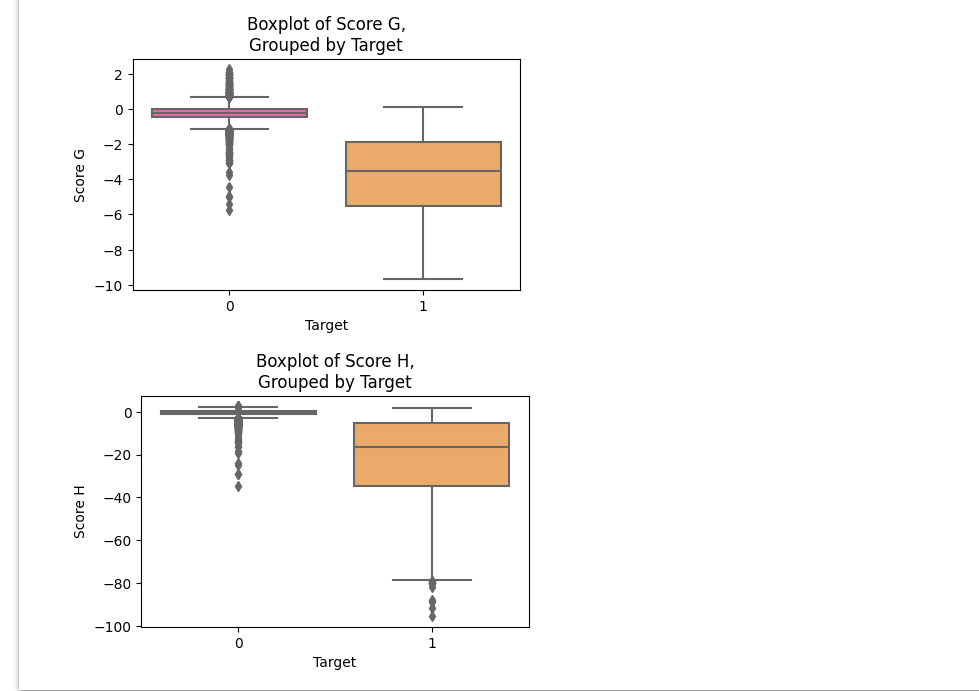 Boxplot of Score G,
Grouped by Target
2
0
−2
−4
−6
−8
−10
Score G
0
1
Target
Boxplot of Score H,
Grouped by Target
0
−20
−40
−60
−80
−100
Score H
0
1
Target